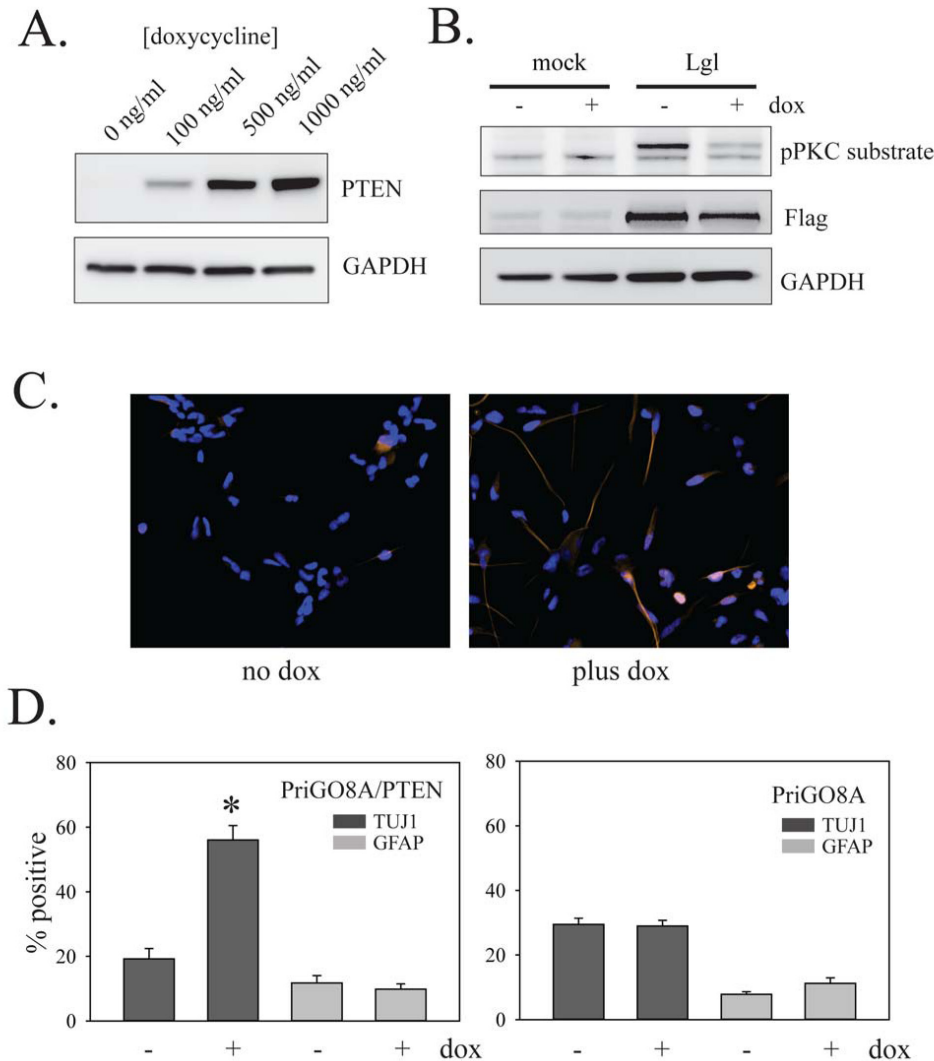 A.
[doxycycline]
0 ng/ml
100 ng/ml
500 ng/ml
1000 ng/ml
PTEN
GAPDH
B.
mock Lgl
- + - + dox
pPKC substrate
Flag
GAPDH
C.
no dox
plus dox
D.
% positive
80
60
40
20
0
PriGO8A/PTEN
TUJ1
GFAP
*
- + - + dox
80
60
40
20
0
PriGO8A
TUJ1
GFAP
- + - + dox